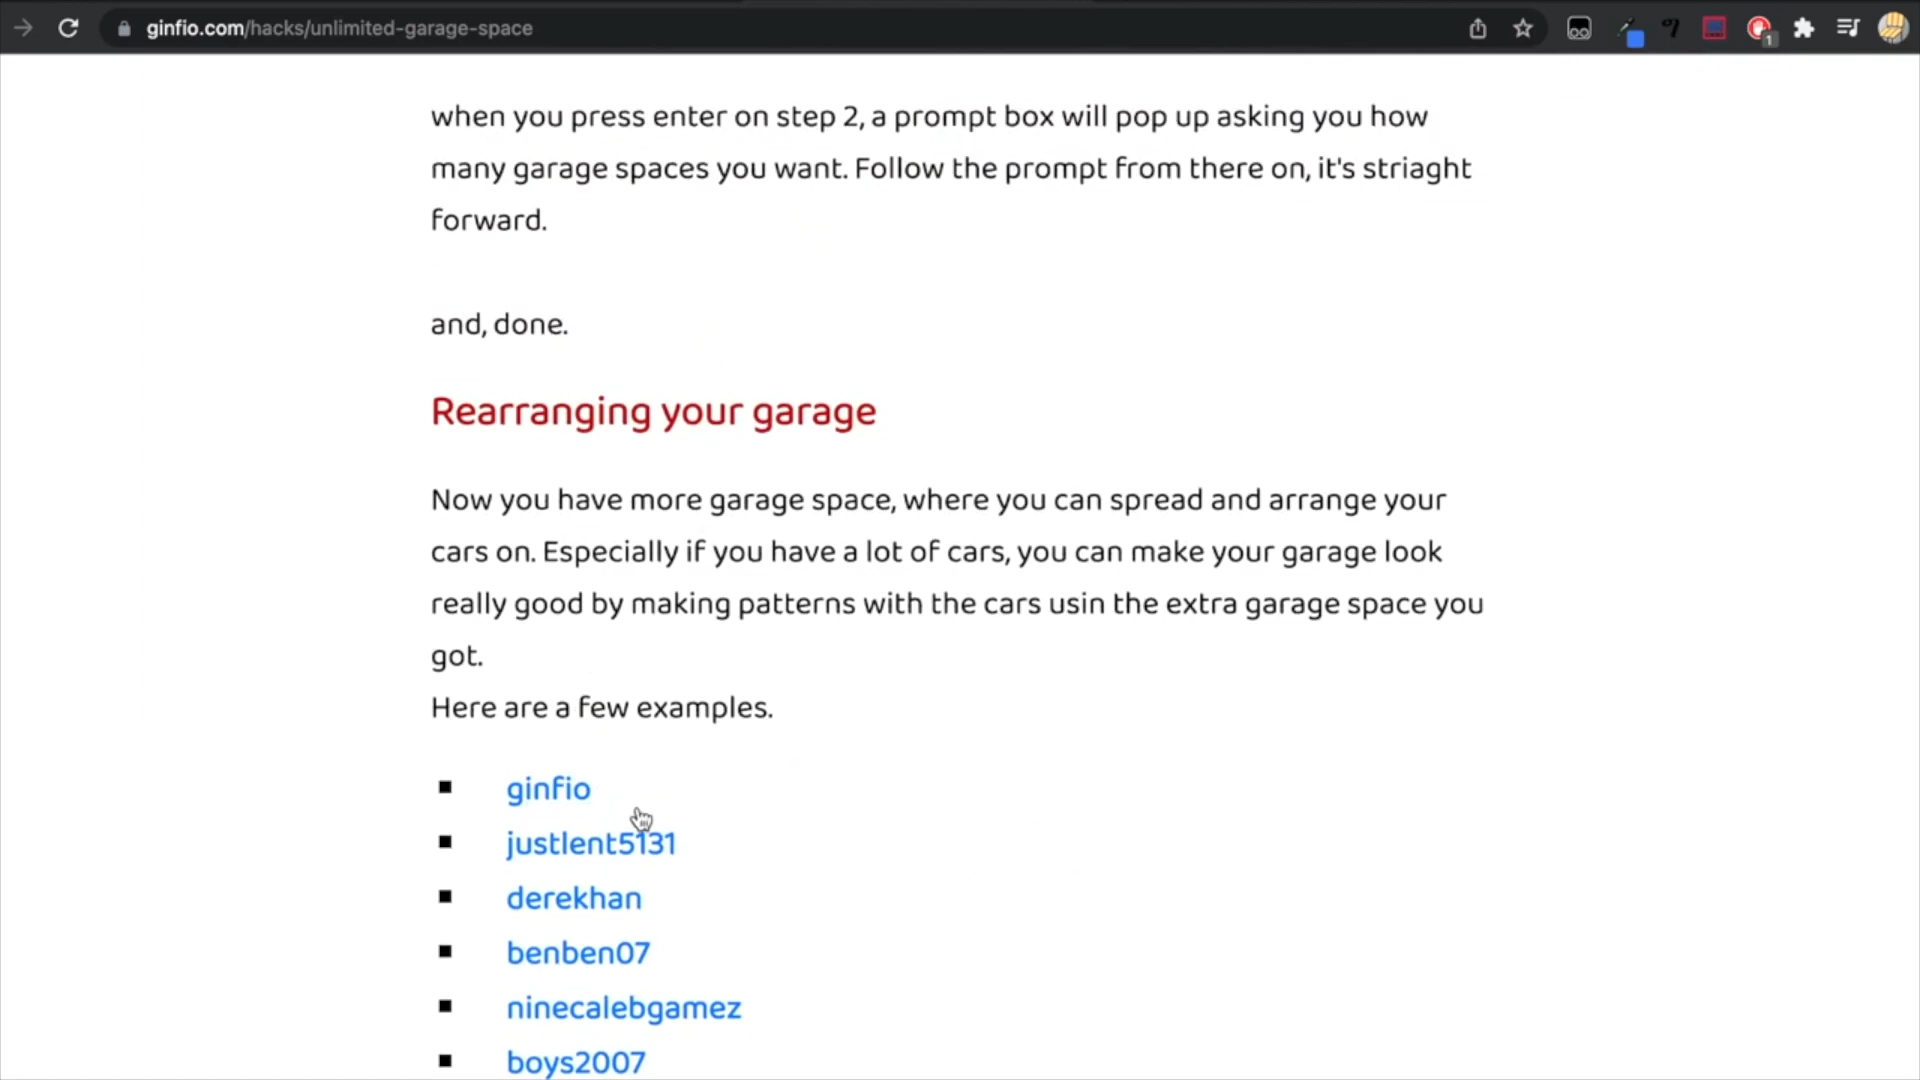 ginfio.com/hacks/unlimited-garage-space
1
when you press enter on step 2, a prompt box will pop up asking you how
many garage spaces you want. Follow the prompt from there on, it's striaght
forward.
and, done.
Rearranging your garage
Now you have more garage space, where you can spread and arrange your
cars on. Especially if you have a lot of cars, you can make your garage look
really good by making patterns with the cars usin the extra garage space you
got.
Here are a few examples.
ginfio
justlent5131
derekhan
benben07
ninecalebgamez
boys2007